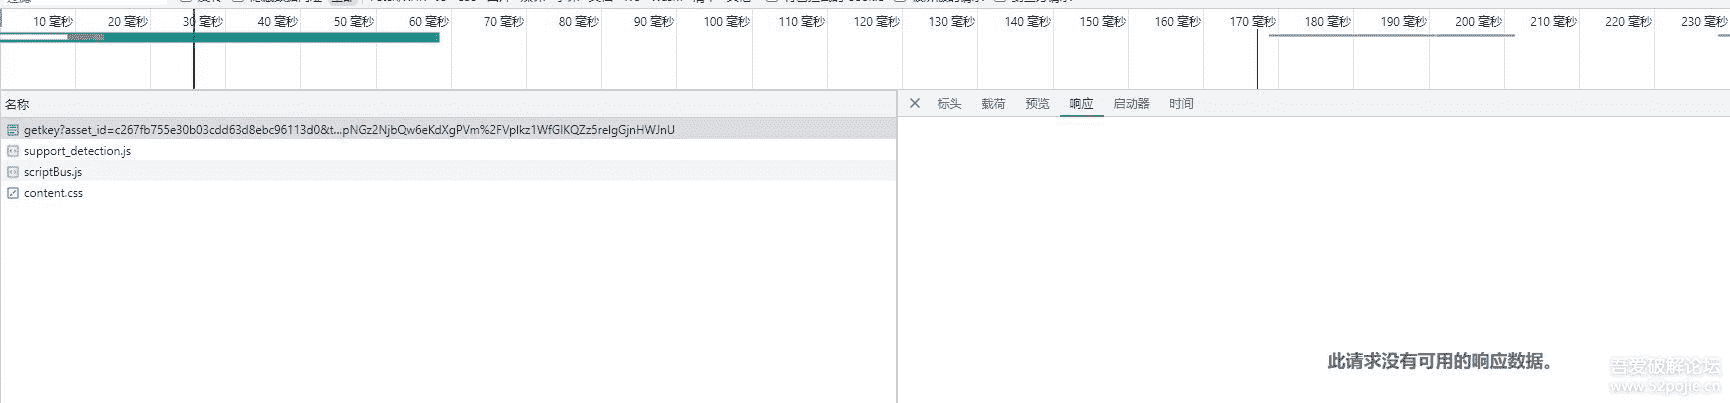 10 毫秒 20 毫秒 30 毫秒 40 毫秒 50 毫秒 60 毫秒 70 毫秒 80 毫秒 90 毫秒 100 毫秒 110 毫秒 120 毫秒 130 毫秒 140 毫秒 150 毫秒 160 毫秒 170 毫秒 180 毫秒 190 毫秒 200 毫秒 210 毫秒 220 毫秒 230 毫秒
名称
标头 载荷 预览 响应 启动器 时间
getkey?asset_id=c267fb755e30b03cdd63d8ebc96113d0&t...pNGz2NjbQw6eKdXgPVm%2FVplkz1WfGlKQZz5relgGjnHWJnU
support_detection.js
scriptBus.js
content.css
此请求没有可用的响应数据。
吾爱破解论坛
www.52pojie.cn